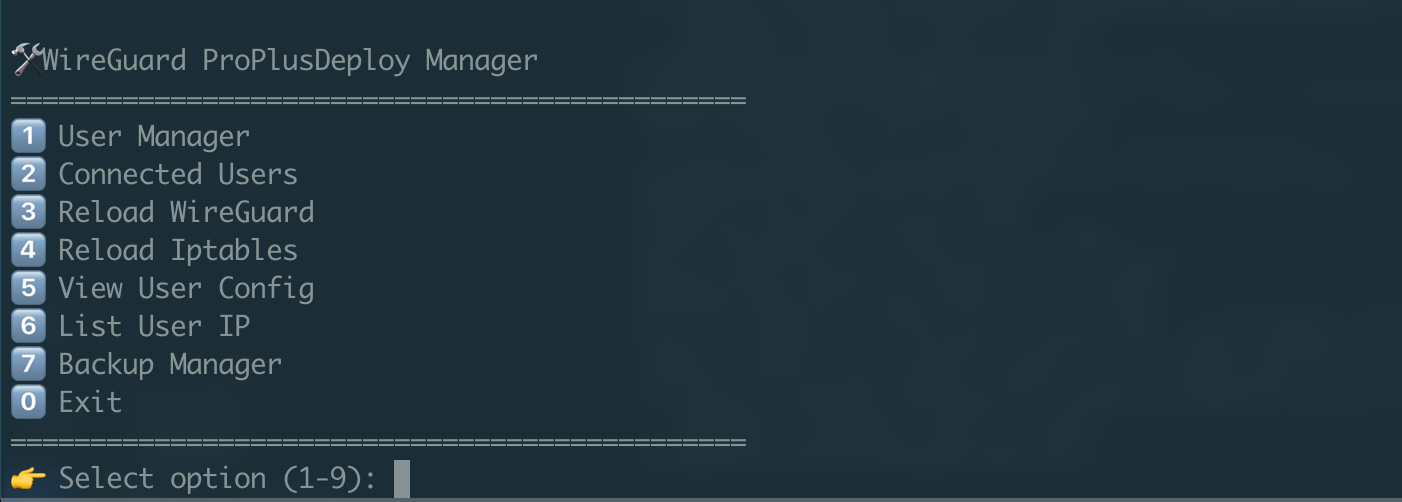 🛠WireGuard ProPlusDeploy Manager
==============================================
1️⃣ User Manager
2️⃣ Connected Users
3️⃣ Reload WireGuard
4️⃣ Reload Iptables
5️⃣ View User Config
6️⃣ List User IP
7️⃣ Backup Manager
0️⃣ Exit
==============================================
👉 Select option (1-9):